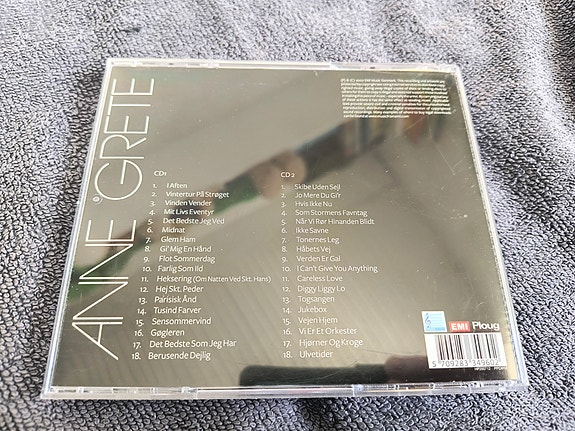 ANNE GRETE
CD1
1. I Aften
2. Vintertur På Strøget
3. Vinden Vender
4. Mit Livs Eventyr
5. Det Bedste Jeg Ved
6. Midnat
7. Glem Ham
8. Gi' Mig En Hånd
9. Flot Sommerdag
10. Farlig Som Ild
11. Heksering (Om Natten Ved Skt. Hans)
12. Hej Skt. Peder
13. Parisisk Ånd
14. Tusind Farver
15. Sensommervind
16. Gøgleren
17. Det Bedste Som Jeg Har
18. Berusende Dejlig
CD 2
1. Skibe Uden Sejl
2. Jo Mere Du Gi'r
3. Hvis Ikke Nu
4. Som Stormens Favntag
5. Når Vi Rør Hinanden Blidt
6. Ikke Savne
7. Tonernes Leg
8. Håbets Vej
9. Verden Er Gal
10. I Can't Give You Anything
11. Careless Love
12. Diggy Liggy Lo
13. Togsangen
14. Jukebox
15. Vejen Hjem
16. Vi Er Et Orkester
17. Hjørner Og Kroge
18. Ulvetider
EMI Ploug
5 709283 34960